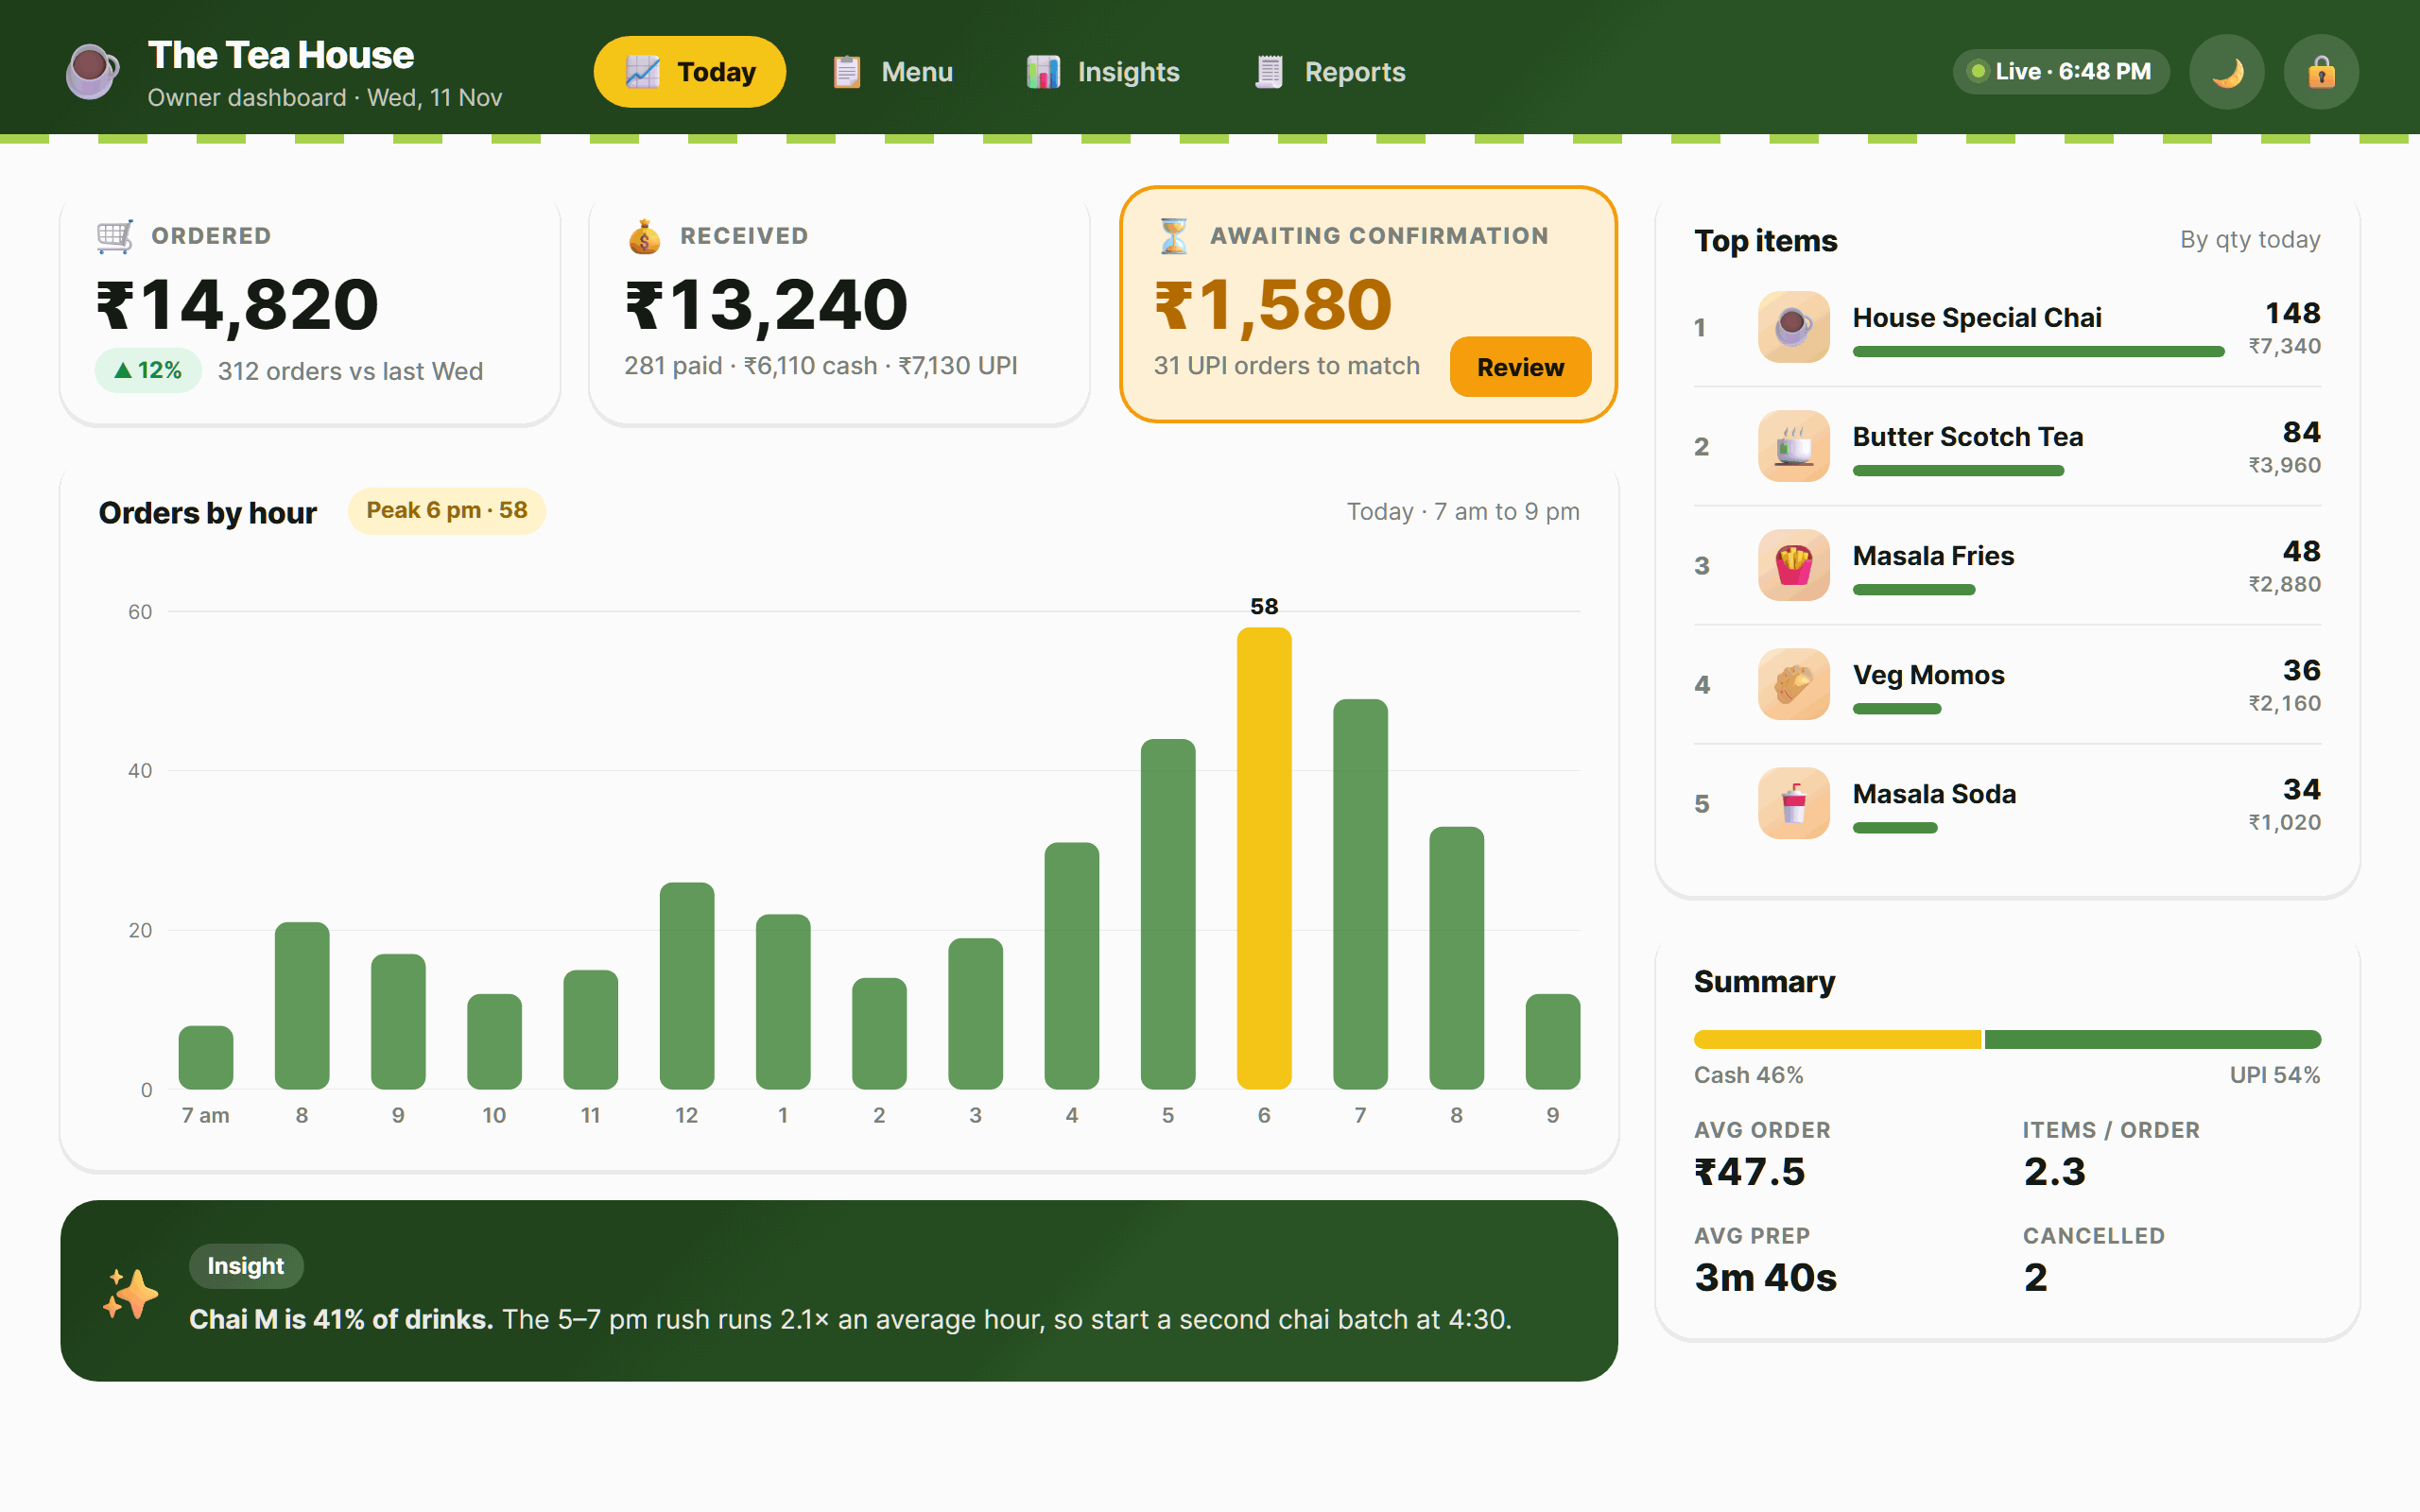 The Tea House
Owner dashboard · Wed, 11 Nov
Today
Menu
Insights
Reports
Live · 6:48 PM
ORDERED
₹14,820
▲ 12% 312 orders vs last Wed
RECEIVED
₹13,240
281 paid · ₹6,110 cash · ₹7,130 UPI
AWAITING CONFIRMATION
₹1,580
31 UPI orders to match
Review
Orders by hour
Peak 6 pm · 58
Today · 7 am to 9 pm
60
40
20
0
58
7 am 8 9 10 11 12 1 2 3 4 5 6 7 8 9
Insight
Chai M is 41% of drinks. The 5–7 pm rush runs 2.1× an average hour, so start a second chai batch at 4:30.
Top items
By qty today
1 House Special Chai 148
₹7,340
2 Butter Scotch Tea 84
₹3,960
3 Masala Fries 48
₹2,880
4 Veg Momos 36
₹2,160
5 Masala Soda 34
₹1,020
Summary
Cash 46% UPI 54%
AVG ORDER
₹47.5
ITEMS / ORDER
2.3
AVG PREP
3m 40s
CANCELLED
2